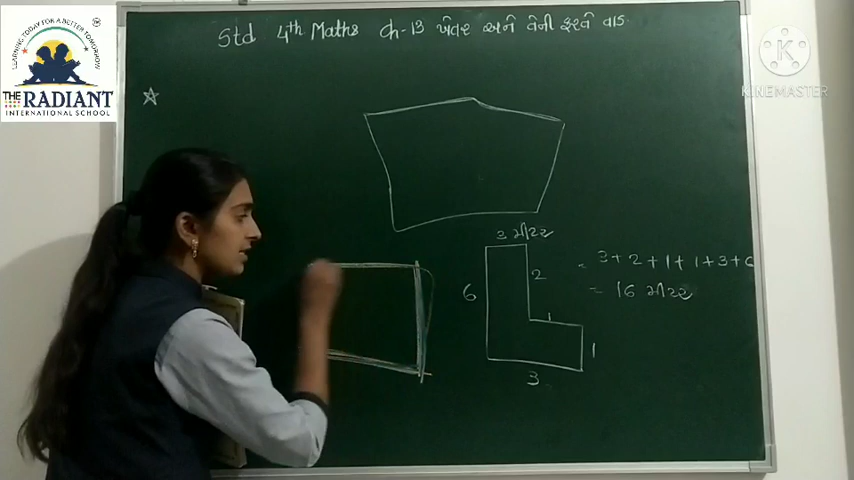 LEARNING TODAY FOR A BETTER TOMORROW
THE RADIANT
INTERNATIONAL SCHOOL
KINEMASTER
Std 4th Maths Ch-13 ખેતર અને તેની ફરતે વાડ
3 મીટર
2
6
1
1
3
= 3+2+1+1+3+6
= 16 મીટર